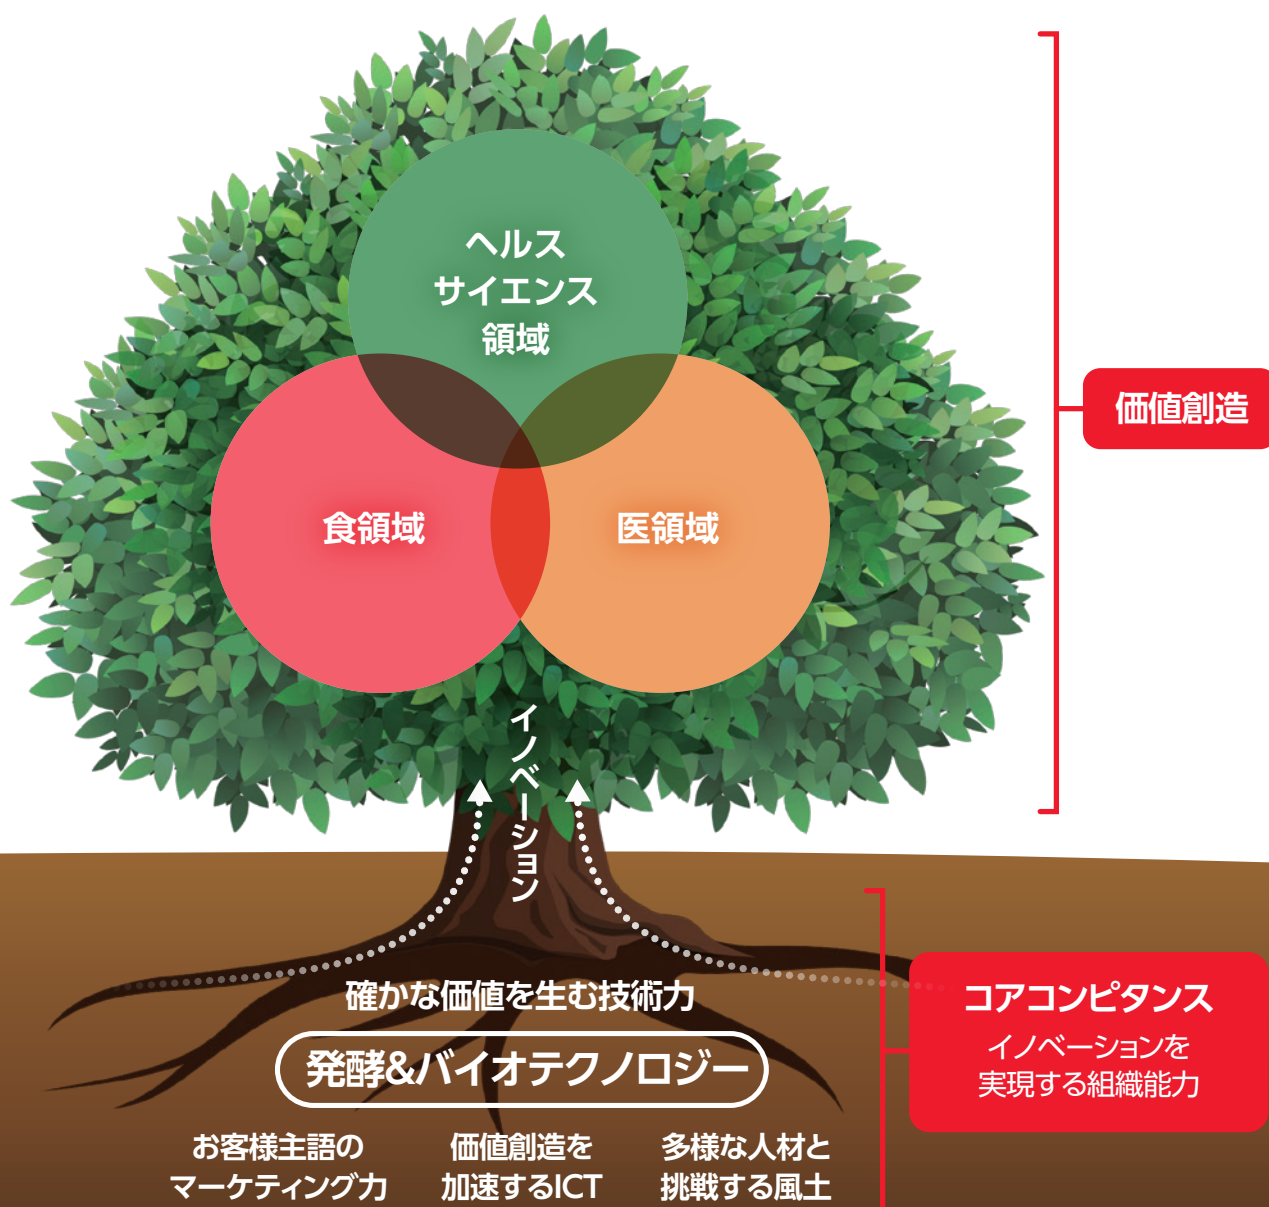 ヘルス
サイエンス
領域
食領域
医領域
価値創造
イノベーション
確かな価値を生む技術力
発酵&バイオテクノロジー
お客様主語の
マーケティング力
価値創造を
加速するICT
多様な人材と
挑戦する風土
コアコンピタンス
イノベーションを
実現する組織能力